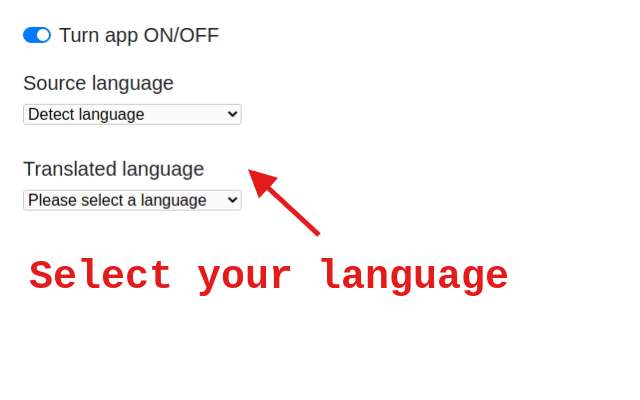 Turn app ON/OFF
Source language
Detect language
Translated language
Please select a language
Select your language